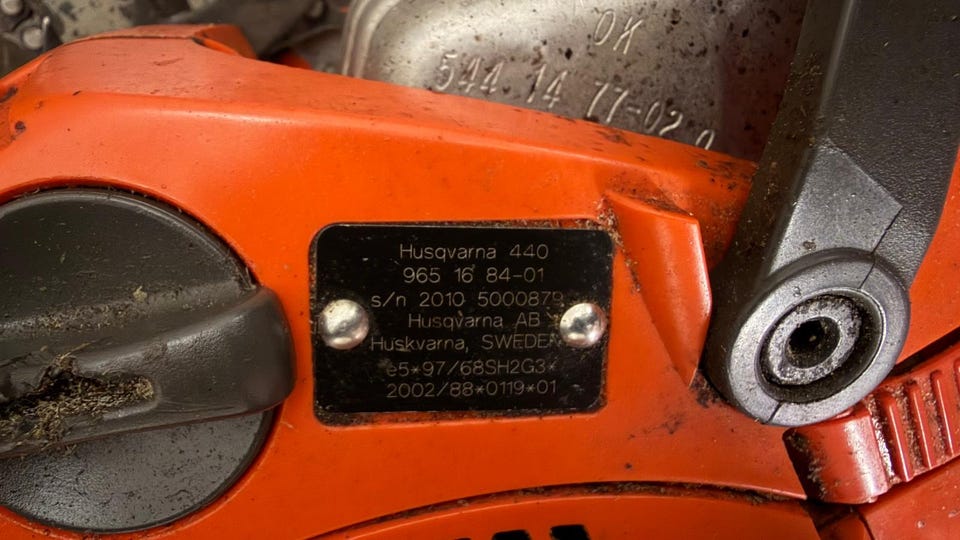 OK
544 14 77-02
Husqvarna 440
965 16 84-01
s/n 2010 5000879
Husqvarna AB
Huskvarna, SWEDEN
e5*97/68SH2G3*
2002/88*0119*01